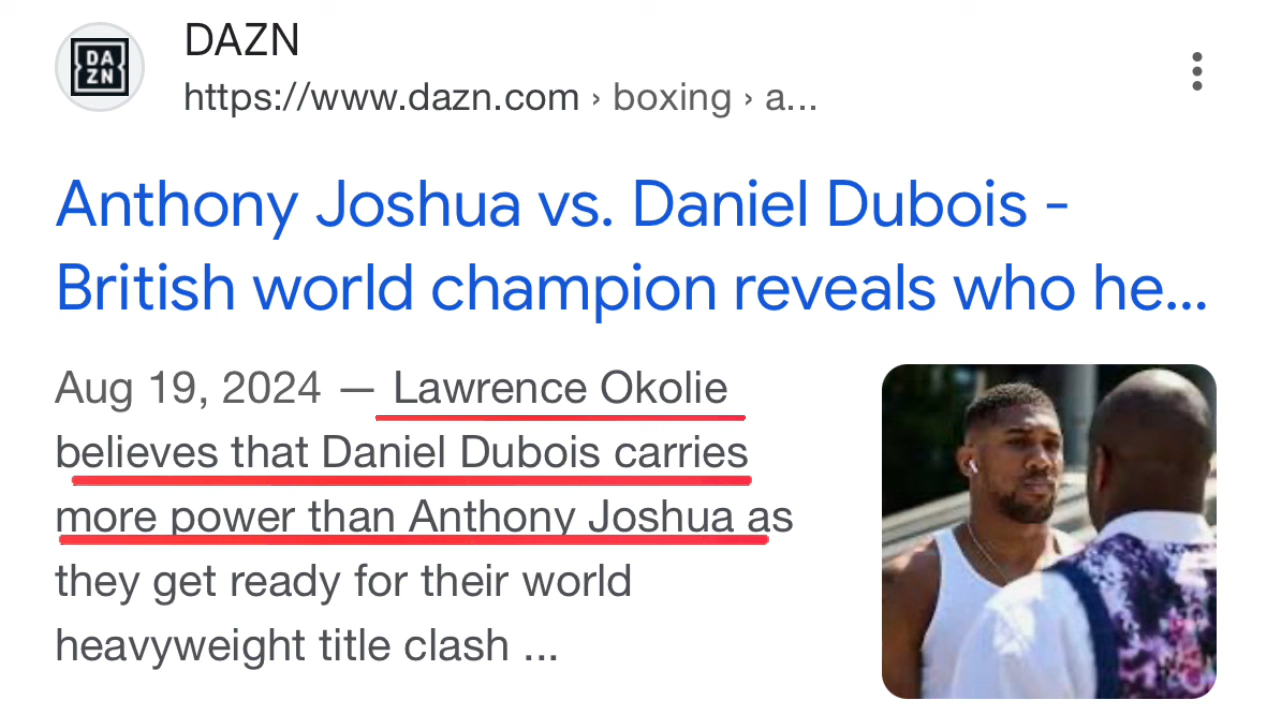 DAZN
DA
ZN
https://www.dazn.com › boxing › a...
Anthony Joshua vs. Daniel Dubois -
British world champion reveals who he...
Aug 19, 2024 — Lawrence Okolie
believes that Daniel Dubois carries
more power than Anthony Joshua as
they get ready for their world
heavyweight title clash ...